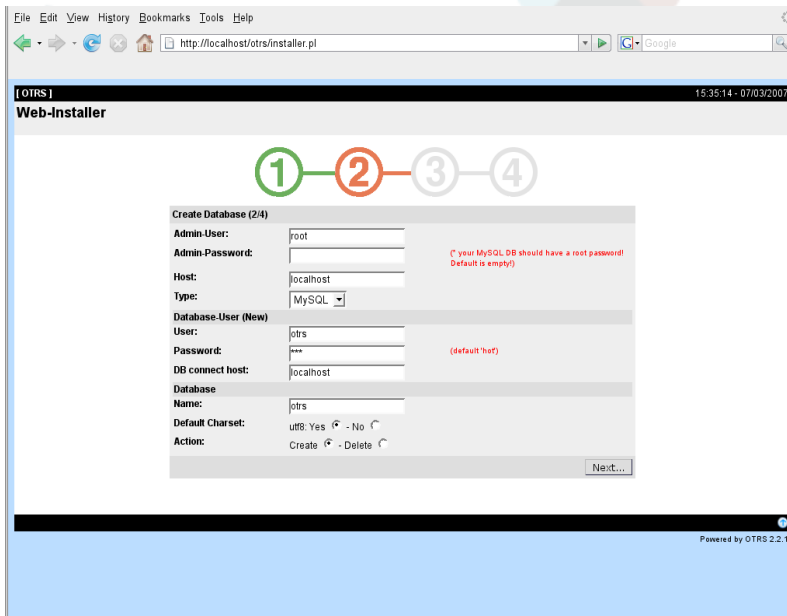 File Edit View History Bookmarks Tools Help
http://localhost/otrs/installer.pl
G Google
[ OTRS ] 15:35:14 - 07/03/2007
Web-Installer
1 2 3 4
Create Database (2/4)
Admin-User: root
Admin-Password: (* your MySQL DB should have a root password!
Default is empty!)
Host: localhost
Type: MySQL
Database-User (New)
User: otrs
Password: *** (default 'hot')
DB connect host: localhost
Database
Name: otrs
Default Charset: utf8: Yes - No
Action: Create - Delete
Next...
Powered by OTRS 2.2.1